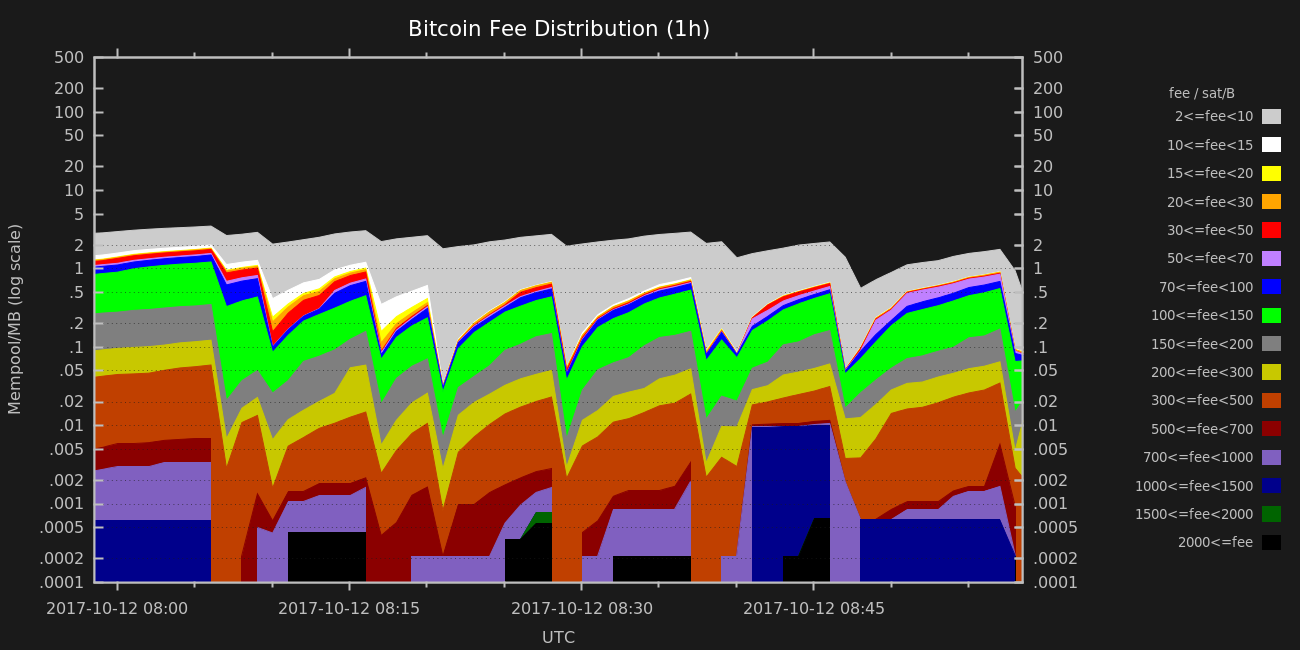 Bitcoin Fee Distribution (1h)
Mempool/MB (log scale)
500
200
100
50
20
10
5
2
1
.5
.2
.1
.05
.02
.01
.005
.002
.001
.0005
.0002
.0001
500
200
100
50
20
10
5
2
1
.5
.2
.1
.05
.02
.01
.005
.002
.001
.0005
.0002
.0001
2017-10-12 08:00
2017-10-12 08:15
2017-10-12 08:30
2017-10-12 08:45
UTC
fee / sat/B
2<=fee<10
10<=fee<15
15<=fee<20
20<=fee<30
30<=fee<50
50<=fee<70
70<=fee<100
100<=fee<150
150<=fee<200
200<=fee<300
300<=fee<500
500<=fee<700
700<=fee<1000
1000<=fee<1500
1500<=fee<2000
2000<=fee